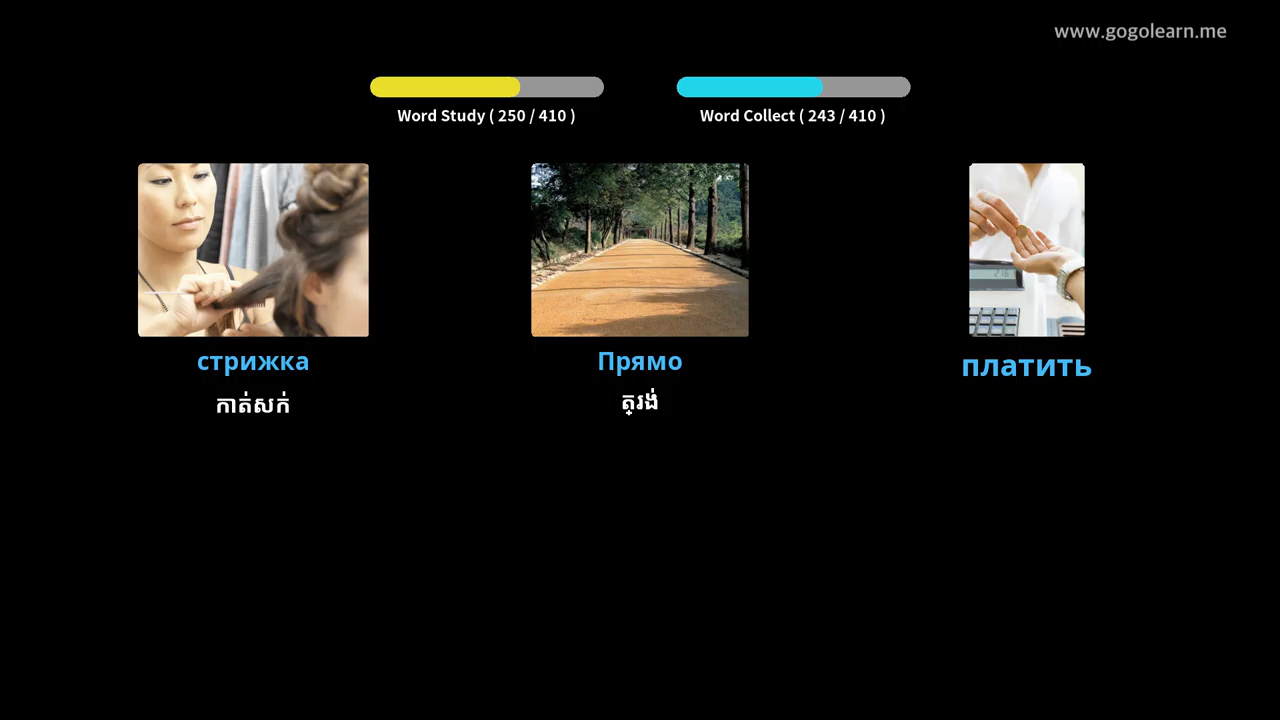 www.gogolearn.me
Word Study ( 250 / 410 )
Word Collect ( 243 / 410 )
стрижка
Прямо
платить
កាត់សក់
ត្រង់